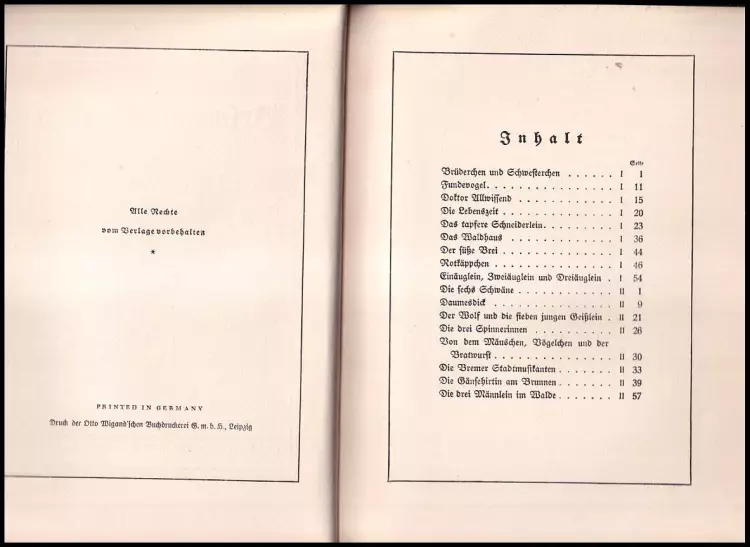 Alle Rechte
vom Verlage vorbehalten
*
PRINTED IN GERMANY
Druck der Otto Wigand'schen Buchdruckerei G. m. b. H., Leipzig
Inhalt
Seite
Brüderchen und Schwesterchen . . . . . . I 1
Fundevogel. . . . . . . . . . . . . . . I 11
Doktor Allwissend . . . . . . . . . . . I 15
Die Lebenszeit . . . . . . . . . . . . . I 20
Das tapfere Schneiderlein. . . . . . . . I 23
Das Waldhaus . . . . . . . . . . . . . I 36
Der süße Brei . . . . . . . . . . . . . I 44
Rotkäppchen . . . . . . . . . . . . . . I 46
Einäuglein, Zweiäuglein und Dreiäuglein . I 54
Die sechs Schwäne . . . . . . . . . . . II 1
Daumesdick . . . . . . . . . . . . . . II 9
Der Wolf und die sieben jungen Geißlein . II 21
Die drei Spinnerinnen . . . . . . . . . II 26
Von dem Mäuschen, Vögelchen und der
Bratwurst . . . . . . . . . . . . . . II 30
Die Bremer Stadtmusikanten . . . . . . . II 33
Die Gänsehirtin am Brunnen . . . . . . . II 39
Die drei Männlein im Walde . . . . . . . II 57